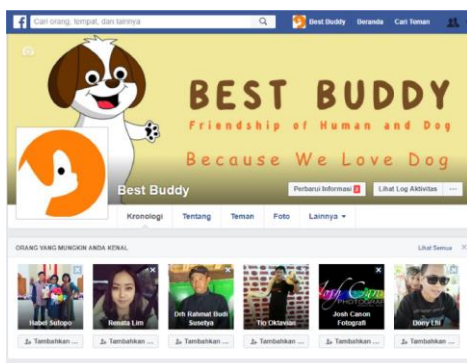 Cari orang, tempat, dan lainnya
Best Buddy
Beranda
Cari Teman
BEST BUDDY
Friendship of Human and Dog
Because We Love Dog
Best Buddy
Perbarui Informasi 2
Lihat Log Aktivitas
Kronologi
Tentang
Teman
Foto
Lainnya
ORANG YANG MUNGKIN ANDA KENAL
Lihat Semua
Habel Sutopo
Renata Lim
Drh Rahmat Budi
Susetya
Tio Oktavian
Josh Canon
Fotografi
Dony Lhi
Tambahkan ...
Tambahkan ...
Tambahkan ...
Tambahkan ...
Tambahkan ...
Tambahkan ...